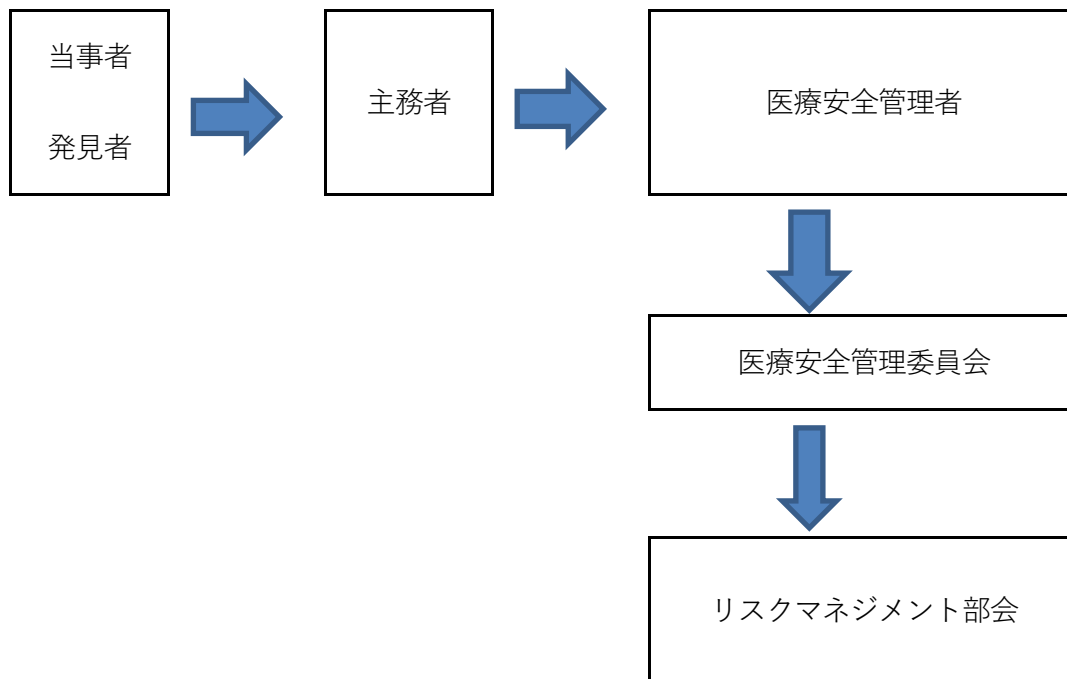 当事者
発見者
主務者
医療安全管理者
医療安全管理委員会
リスクマネジメント部会